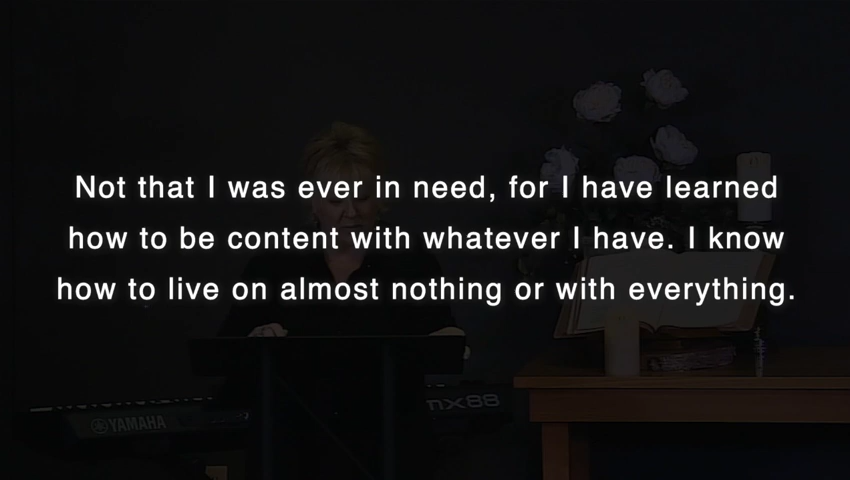 Not that I was ever in need, for I have learned
how to be content with whatever I have. I know
how to live on almost nothing or with everything.
YAMAHA
MX88